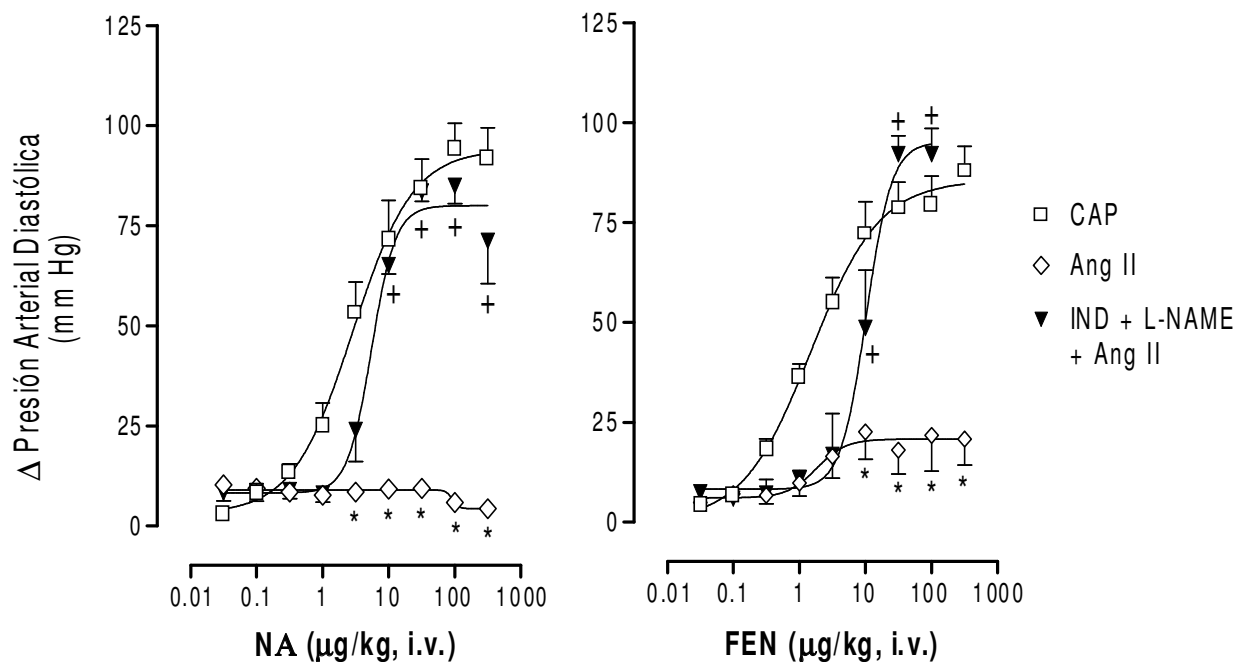 Δ Presión Arterial Diastólica
(mm Hg)
125
100
75
50
25
0
+
+
+
+
*
*
*
*
*
0.01 0.1 1 10 100 1000
NA (μg/kg, i.v.)
125
100
75
50
25
0
+
+
+
*
*
*
*
0.01 0.1 1 10 100 1000
FEN (μg/kg, i.v.)
CAP
Ang II
IND + L-NAME
+ Ang II